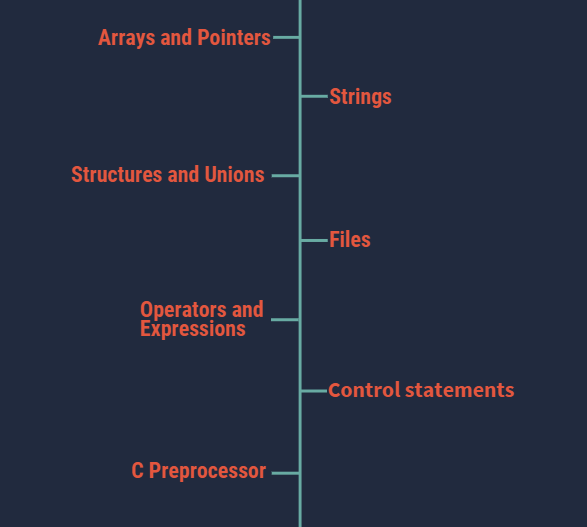 Arrays and Pointers
Strings
Structures and Unions
Files
Operators and
Expressions
Control statements
C Preprocessor